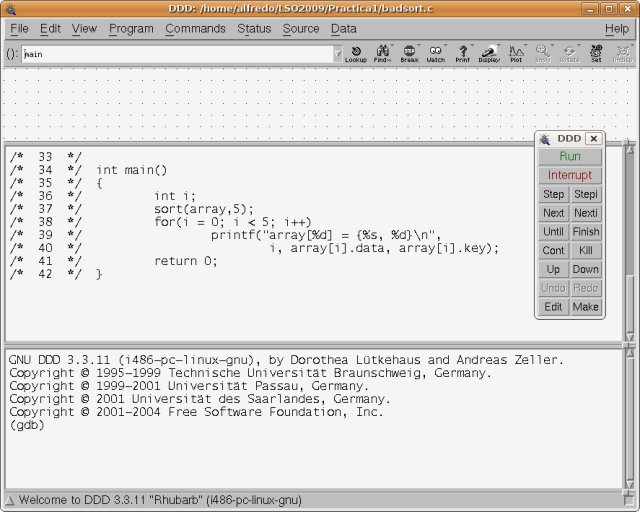 DDD: /home/alfredo/LSO2009/Practica1/badsort.c
File Edit View Program Commands Status Source Data Help
(): main
Lookup Find>> Break Watch Print Display Plot Show Rotate Set Undisp
/* 33 */
/* 34 */ int main()
/* 35 */ {
/* 36 */ int i;
/* 37 */ sort(array,5);
/* 38 */ for(i = 0; i < 5; i++)
/* 39 */ printf("array[%d] = {%s, %d}\n",
/* 40 */ i, array[i].data, array[i].key);
/* 41 */ return 0;
/* 42 */ }
DDD
Run
Interrupt
Step Stepi
Next Nexti
Until Finish
Cont Kill
Up Down
Undo Redo
Edit Make
GNU DDD 3.3.11 (i486-pc-linux-gnu), by Dorothea Lütkehaus and Andreas Zeller.
Copyright © 1995-1999 Technische Universität Braunschweig, Germany.
Copyright © 1999-2001 Universität Passau, Germany.
Copyright © 2001 Universität des Saarlandes, Germany.
Copyright © 2001-2004 Free Software Foundation, Inc.
(gdb)
Welcome to DDD 3.3.11 "Rhubarb" (i486-pc-linux-gnu)